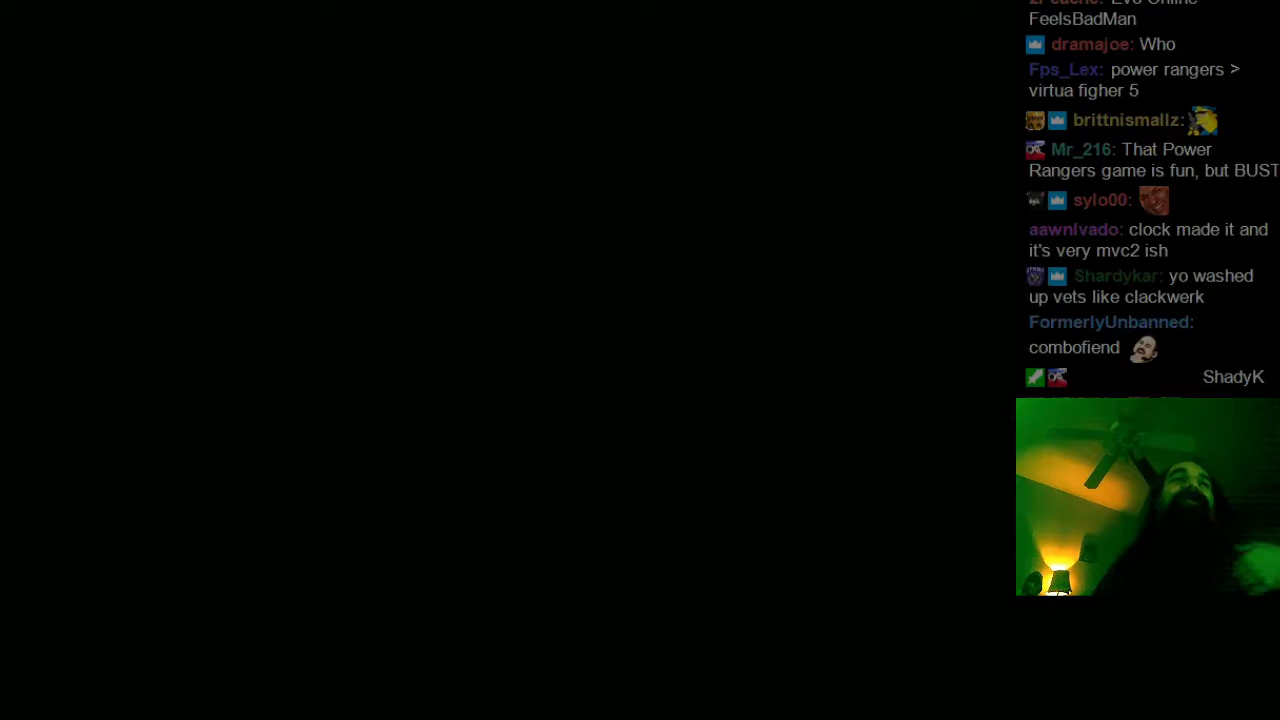 FeelsBadMan
dramajoe: Who
Fps_Lex: power rangers >
virtua figher 5
brittnismallz:
Mr_216: That Power
Rangers game is fun, but BUST
sylo00:
aawnlvado: clock made it and
it's very mvc2 ish
Shardykar: yo washed
up vets like clackwerk
FormerlyUnbanned:
combofiend
ShadyK